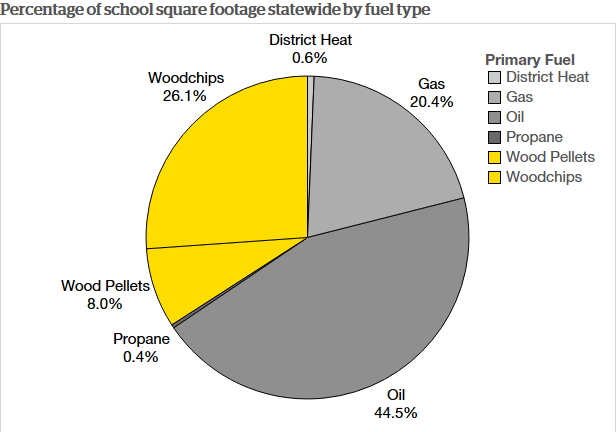 Percentage of school square footage statewide by fuel type
District Heat
0.6%
Woodchips
26.1%
Gas
20.4%
Primary Fuel
District Heat
Gas
Oil
Propane
Wood Pellets
Woodchips
Wood Pellets
8.0%
Propane
0.4%
Oil
44.5%